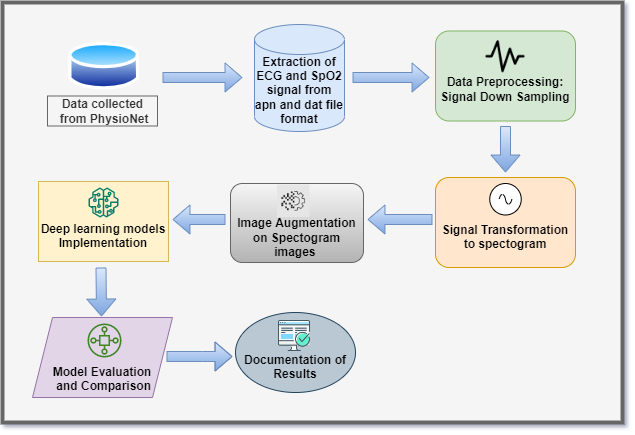 Data collected
from PhysioNet
Extraction of
ECG and SpO2
signal from
apn and dat file
format
Data Preprocessing:
Signal Down Sampling
Deep learning models
Implementation
Image Augmentation
on Spectogram
images
Signal Transformation
to spectogram
Model Evaluation
and Comparison
Documentation of
Results